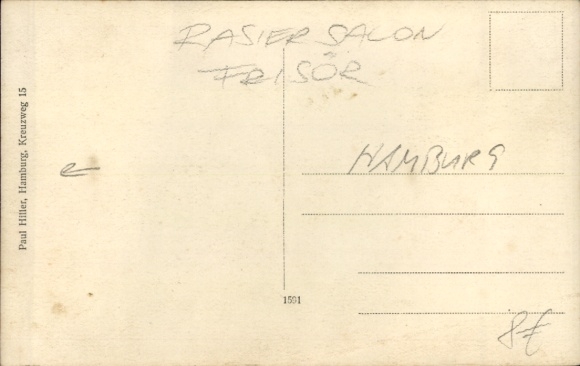 RASIER SALON
FRISÖR
HAMBURG
Paul Hiller, Hamburg, Kreuzweg 15
1591
8€